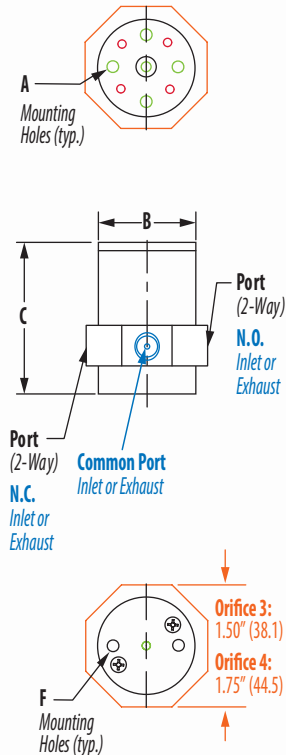 A
Mounting
Holes (typ.)
B
C
Port
(2-Way)
N.O.
Inlet or
Exhaust
Port
(2-Way)
N.C.
Inlet or
Exhaust
Common Port
Inlet or Exhaust
Orifice 3:
1.50" (38.1)
Orifice 4:
1.75" (44.5)
F
Mounting
Holes (typ.)